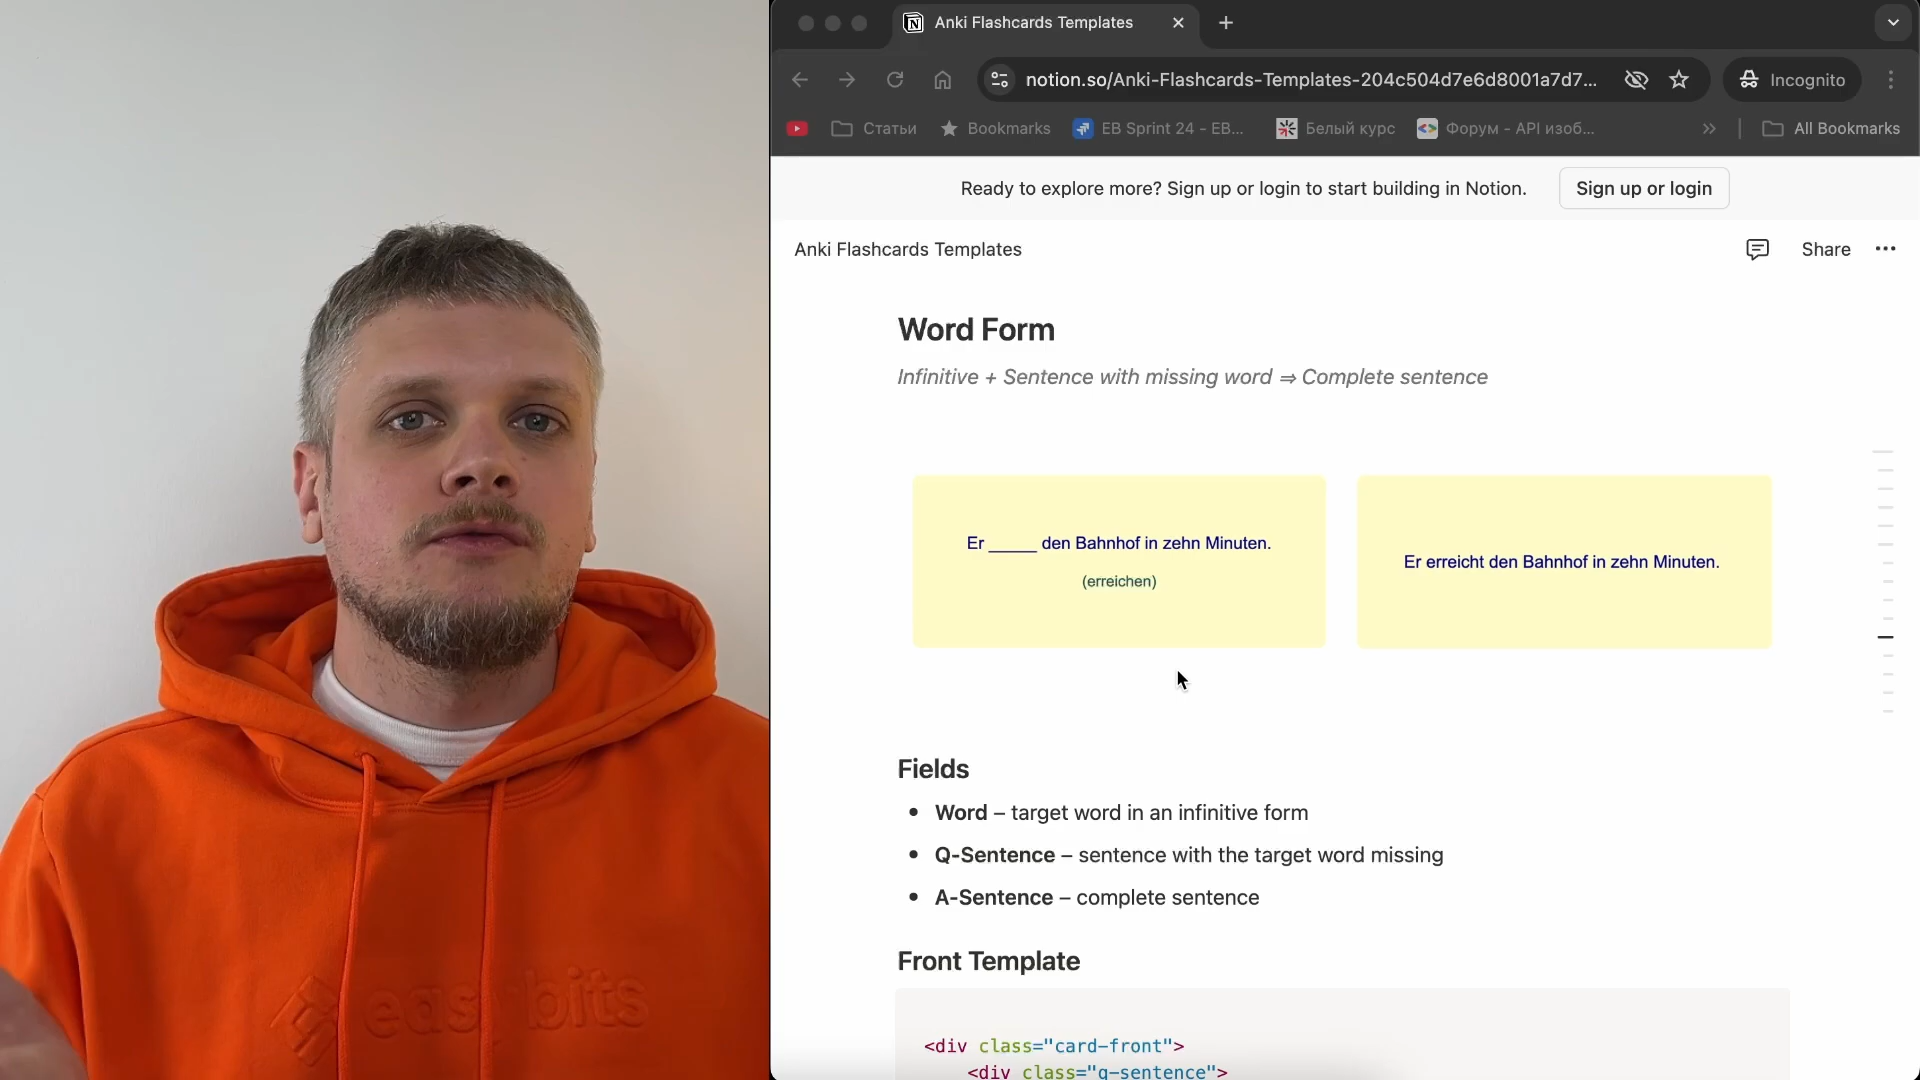 Anki Flashcards Templates
notion.so/Anki-Flashcards-Templates-204c504d7e6d8001a7d7...
Incognito
Статьи
Bookmarks
EB Sprint 24 - EB...
Белый курс
Форум - API изоб...
All Bookmarks
Ready to explore more? Sign up or login to start building in Notion.
Sign up or login
Anki Flashcards Templates
Share
Word Form
Infinitive + Sentence with missing word ⇒ Complete sentence
Er _____ den Bahnhof in zehn Minuten.
(erreichen)
Er erreicht den Bahnhof in zehn Minuten.
Fields
• Word – target word in an infinitive form
• Q-Sentence – sentence with the target word missing
• A-Sentence – complete sentence
Front Template
<div class="card-front">
<div class="q-sentence">
easybits